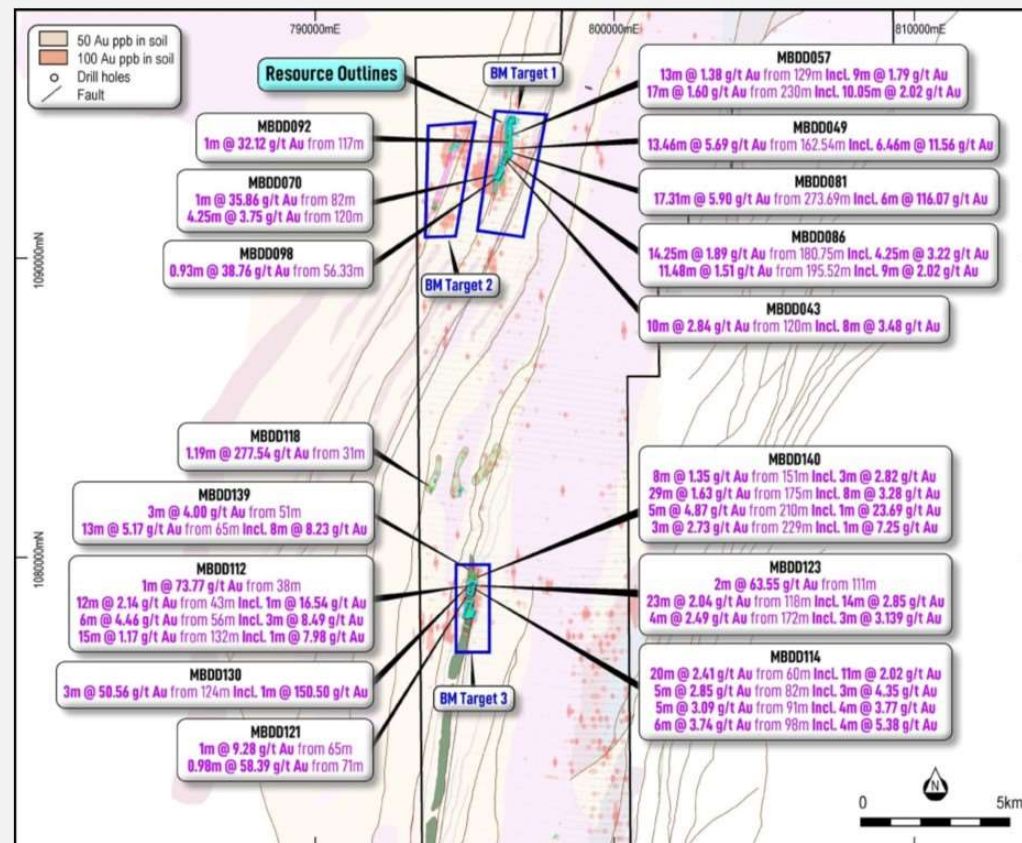 790000mE
800000mE
810000mE
50 Au ppb in soil
100 Au ppb in soil
Drill holes
Fault
Resource Outlines
BM Target 1
MBDD057
13m @ 1.38 g/t Au from 129m Incl. 9m @ 1.79 g/t Au
17m @ 1.60 g/t Au from 230m Incl. 10.05m @ 2.02 g/t Au
MBDD092
1m @ 32.12 g/t Au from 117m
MBDD049
13.46m @ 5.69 g/t Au from 162.54m Incl. 6.46m @ 11.56 g/t Au
MBDD070
1m @ 35.86 g/t Au from 82m
4.25m @ 3.75 g/t Au from 120m
MBDD081
17.31m @ 5.90 g/t Au from 273.69m Incl. 6m @ 116.07 g/t Au
MBDD098
0.93m @ 38.76 g/t Au from 56.33m
MBDD086
14.25m @ 1.89 g/t Au from 180.75m Incl. 4.25m @ 3.22 g/t Au
11.48m @ 1.51 g/t Au from 195.52m Incl. 9m @ 2.02 g/t Au
1090000mN
BM Target 2
MBDD043
10m @ 2.84 g/t Au from 120m Incl. 8m @ 3.48 g/t Au
MBDD118
1.19m @ 277.54 g/t Au from 31m
MBDD140
8m @ 1.35 g/t Au from 151m Incl. 3m @ 2.82 g/t Au
29m @ 1.63 g/t Au from 175m Incl. 8m @ 3.28 g/t Au
5m @ 4.87 g/t Au from 210m Incl. 1m @ 23.69 g/t Au
3m @ 2.73 g/t Au from 229m Incl. 1m @ 7.25 g/t Au
MBDD139
3m @ 4.00 g/t Au from 51m
13m @ 5.17 g/t Au from 65m Incl. 8m @ 8.23 g/t Au
1080000mN
MBDD112
1m @ 73.77 g/t Au from 38m
12m @ 2.14 g/t Au from 43m Incl. 1m @ 16.54 g/t Au
6m @ 4.46 g/t Au from 56m Incl. 3m @ 8.49 g/t Au
15m @ 1.17 g/t Au from 132m Incl. 1m @ 7.98 g/t Au
MBDD123
2m @ 63.55 g/t Au from 111m
23m @ 2.04 g/t Au from 118m Incl. 14m @ 2.85 g/t Au
4m @ 2.49 g/t Au from 172m Incl. 3m @ 3.139 g/t Au
MBDD130
3m @ 50.56 g/t Au from 124m Incl. 1m @ 150.50 g/t Au
BM Target 3
MBDD114
20m @ 2.41 g/t Au from 60m Incl. 11m @ 2.02 g/t Au
5m @ 2.85 g/t Au from 82m Incl. 3m @ 4.35 g/t Au
5m @ 3.09 g/t Au from 91m Incl. 4m @ 3.77 g/t Au
6m @ 3.74 g/t Au from 98m Incl. 4m @ 5.38 g/t Au
MBDD121
1m @ 9.28 g/t Au from 65m
0.98m @ 58.39 g/t Au from 71m
N
0 5km